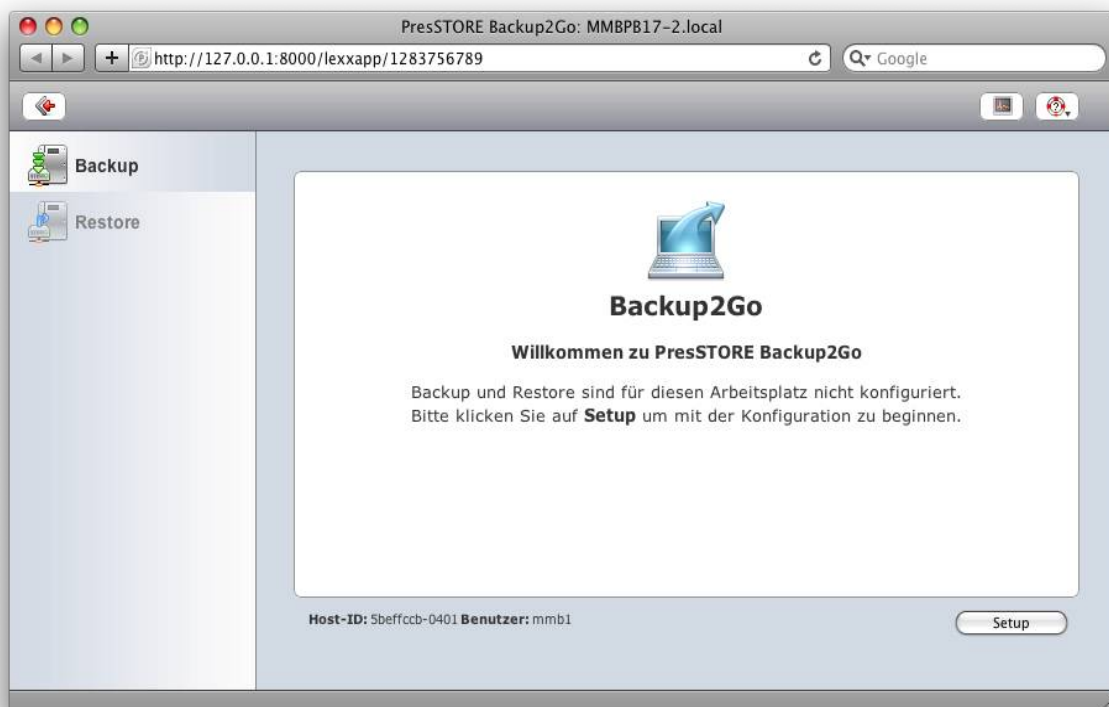 PresSTORE Backup2Go: MMBPB17-2.local
http://127.0.0.1:8000/lexxapp/1283756789
Google
Backup
Restore
Backup2Go
Willkommen zu PresSTORE Backup2Go
Backup und Restore sind für diesen Arbeitsplatz nicht konfiguriert.
Bitte klicken Sie auf Setup um mit der Konfiguration zu beginnen.
Host-ID: 5beffccb-0401 Benutzer: mmb1
Setup